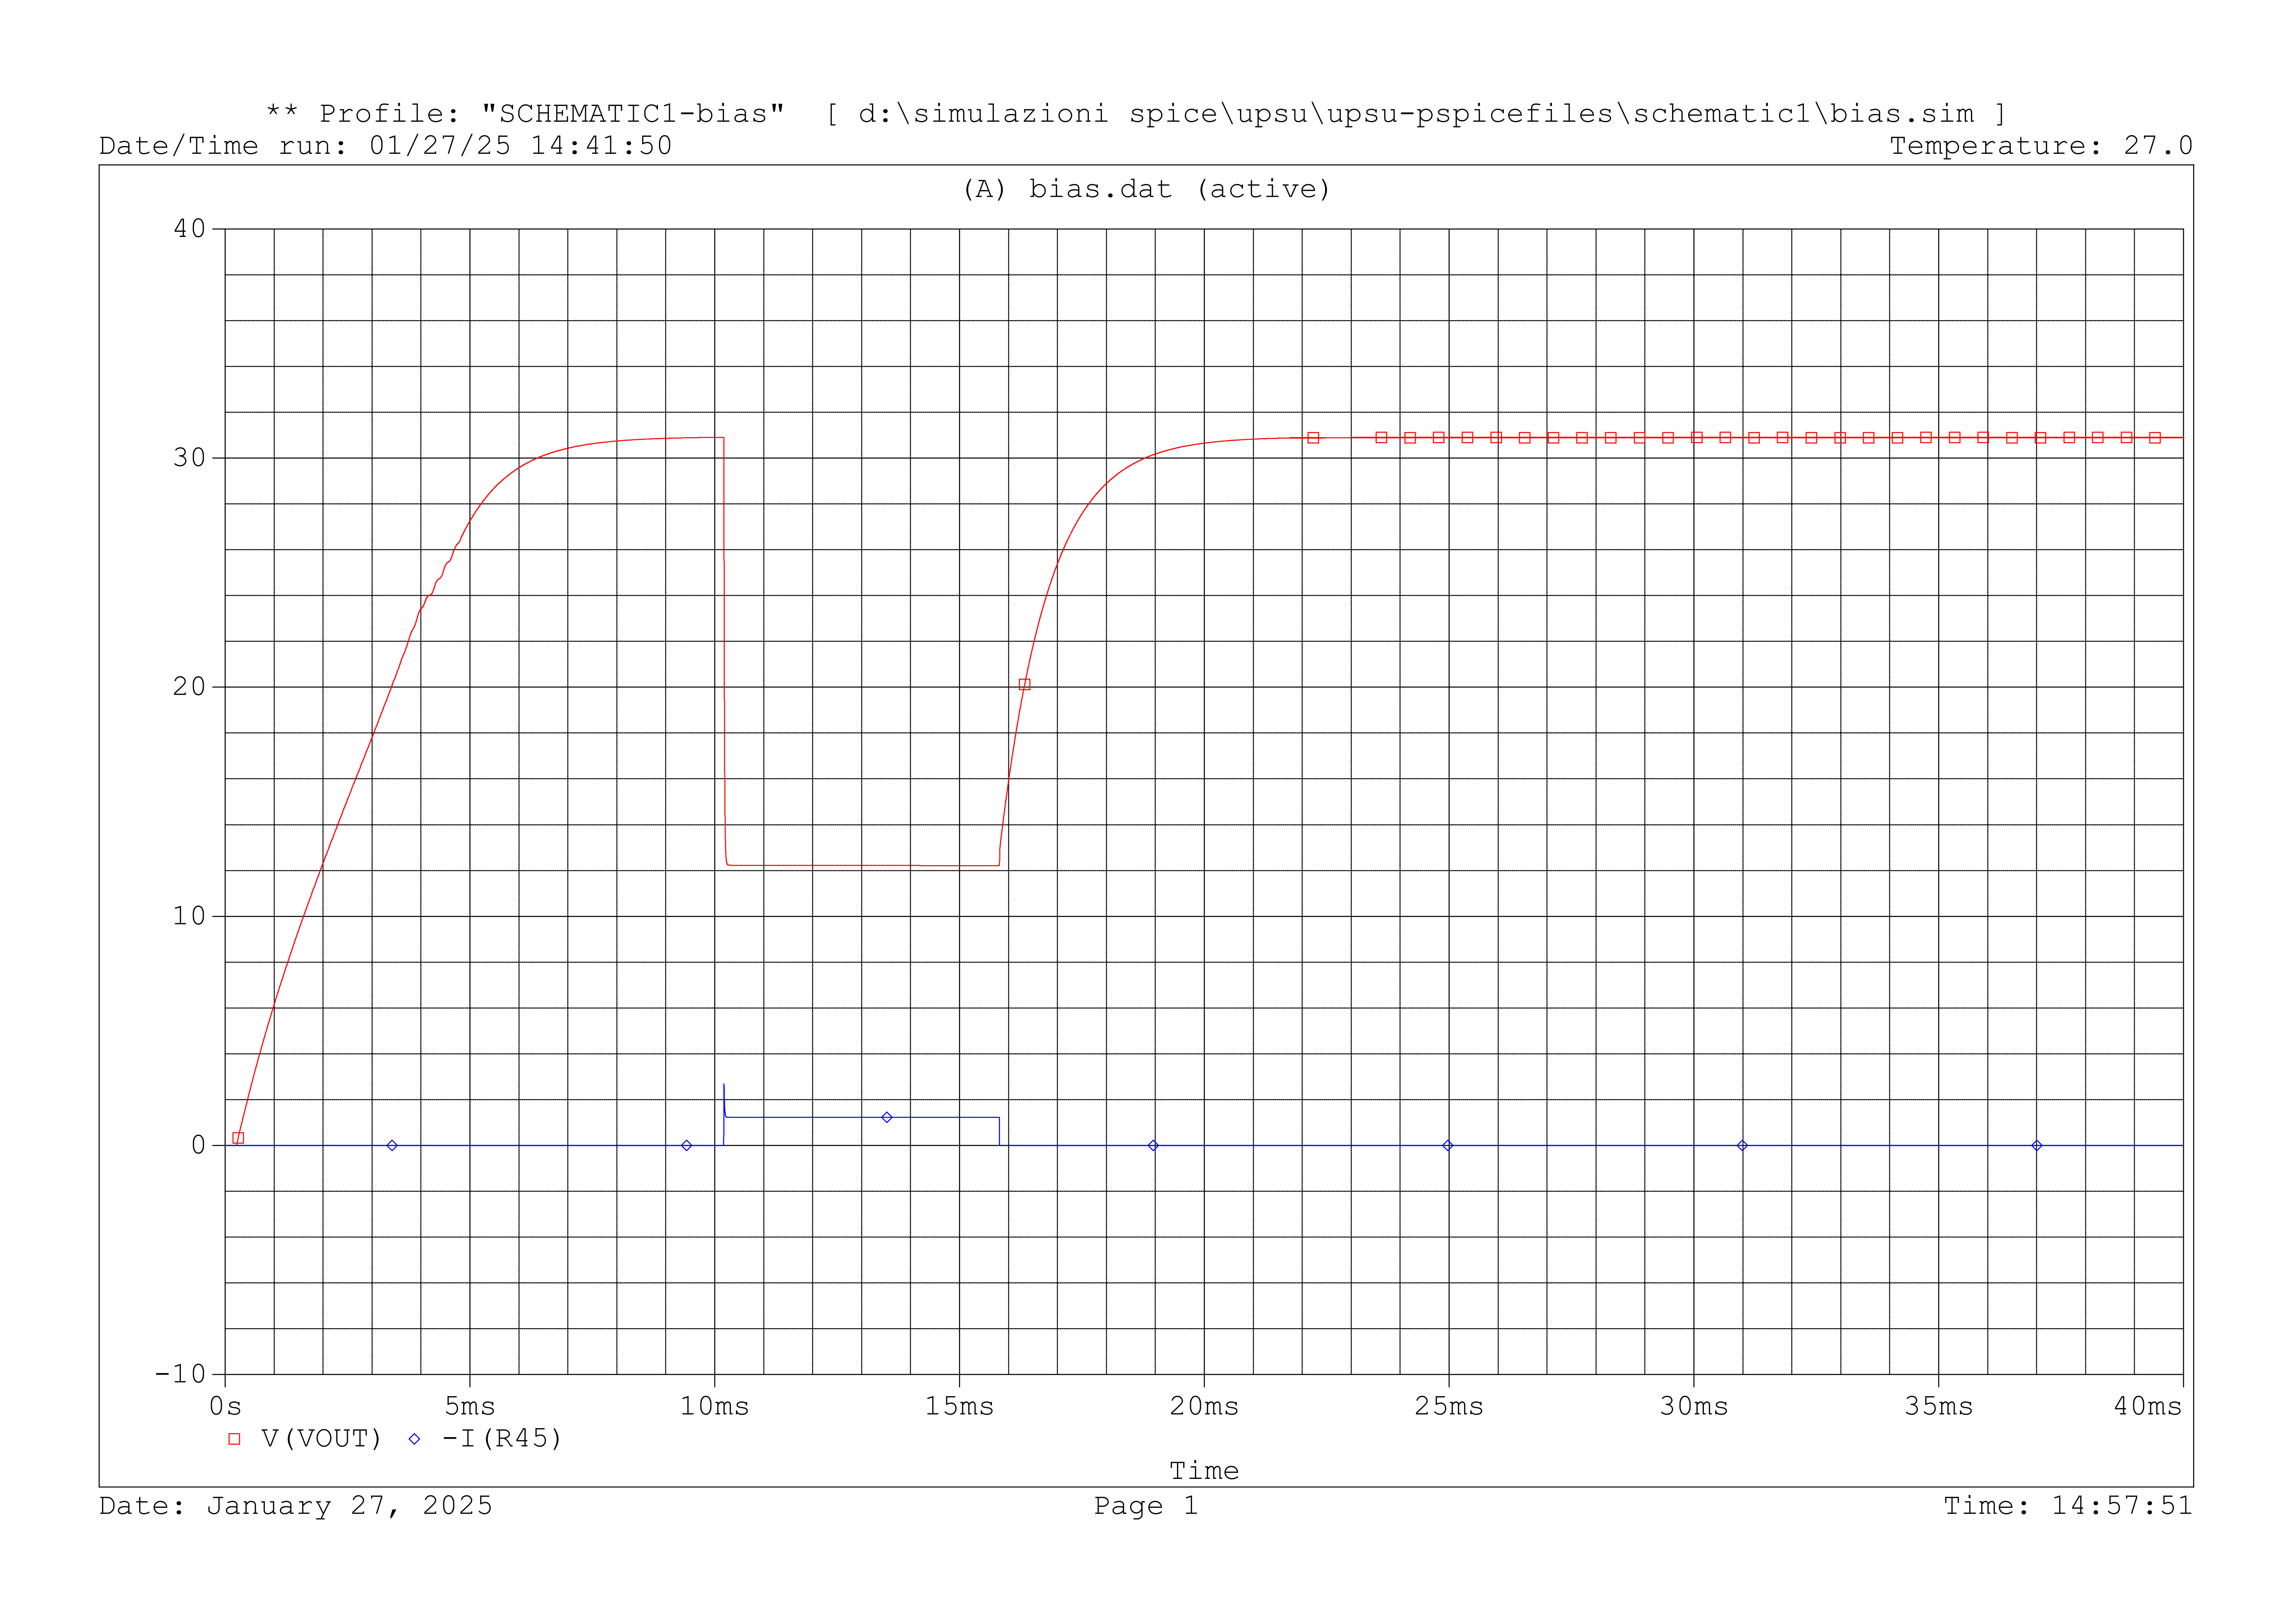 ** Profile: "SCHEMATIC1-bias"  [ d:\simulazioni spice\upsu\upsu-pspicefiles\schematic1\bias.sim ]
Date/Time run: 01/27/25 14:41:50 Temperature: 27.0
(A) bias.dat (active)
40
30
20
10
0
-10
0s 5ms 10ms 15ms 20ms 25ms 30ms 35ms 40ms
V(VOUT) -I(R45)
Time
Date: January 27, 2025 Page 1 Time: 14:57:51